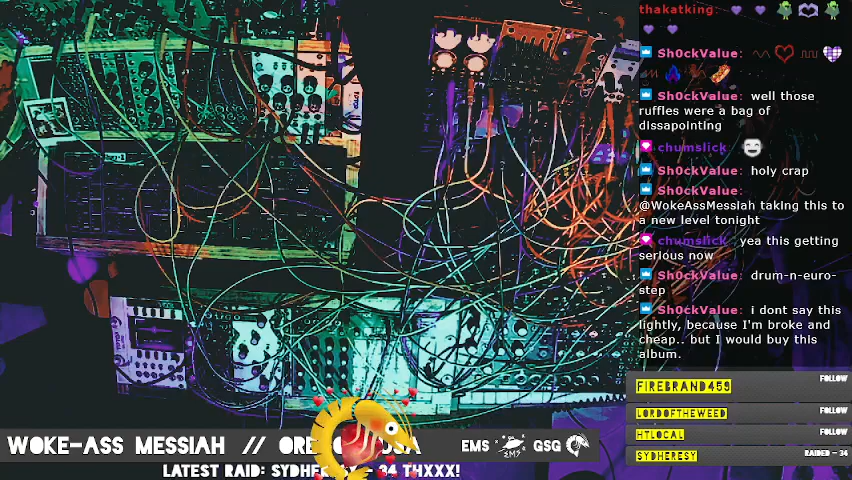 thakatking:
Sh0ckValue:
Sh0ckValue: well those
ruffles were a bag of
dissapointing
chumslick:
Sh0ckValue: holy crap
Sh0ckValue:
@WokeAssMessiah taking this to
a new level tonight
chumslick: yea this getting
serious now
Sh0ckValue: drum-n-euro-
step
Sh0ckValue: i dont say this
lightly, because I'm broke and
cheap.. but I would buy this
album.
FIREBRAND459 FOLLOW
LORDOFTHEWEED FOLLOW
HTLOCAL FOLLOW
SYDHERESY RAIDED - 34
WOKE-ASS MESSIAH // EMS EMS GSG
LATEST RAID: SYDHERESY - 34 THXXX!